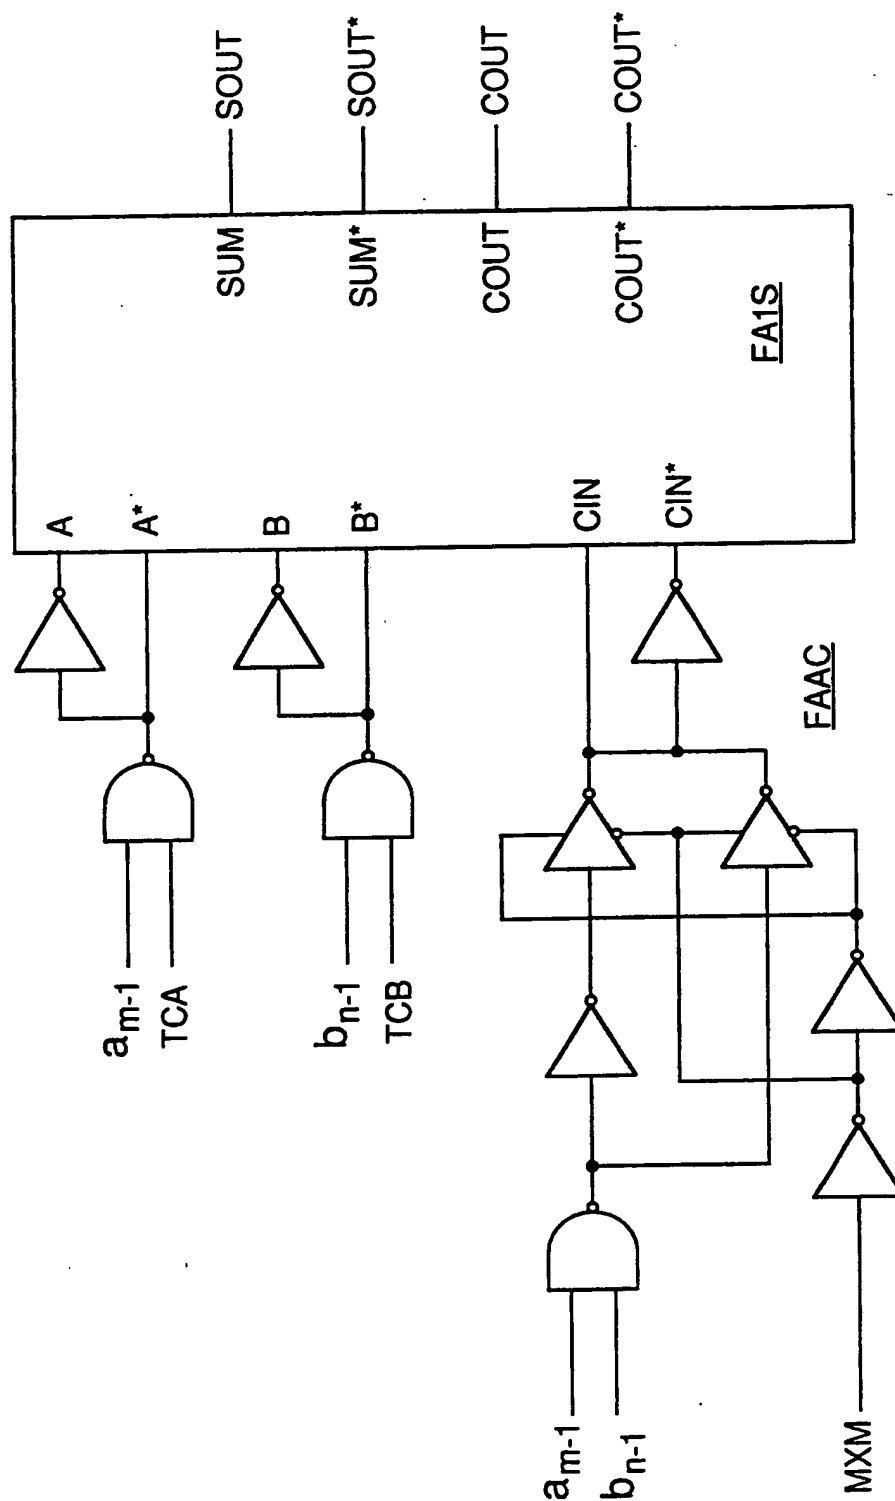 a_{m-1}
TCA
b_{n-1}
TCB
a_{m-1}
b_{n-1}
MXM
A
A*
B
B*
CIN
CIN*
SUM
SUM*
COUT
COUT*
FA1S
SOUT
SOUT*
COUT
COUT*
FAAC